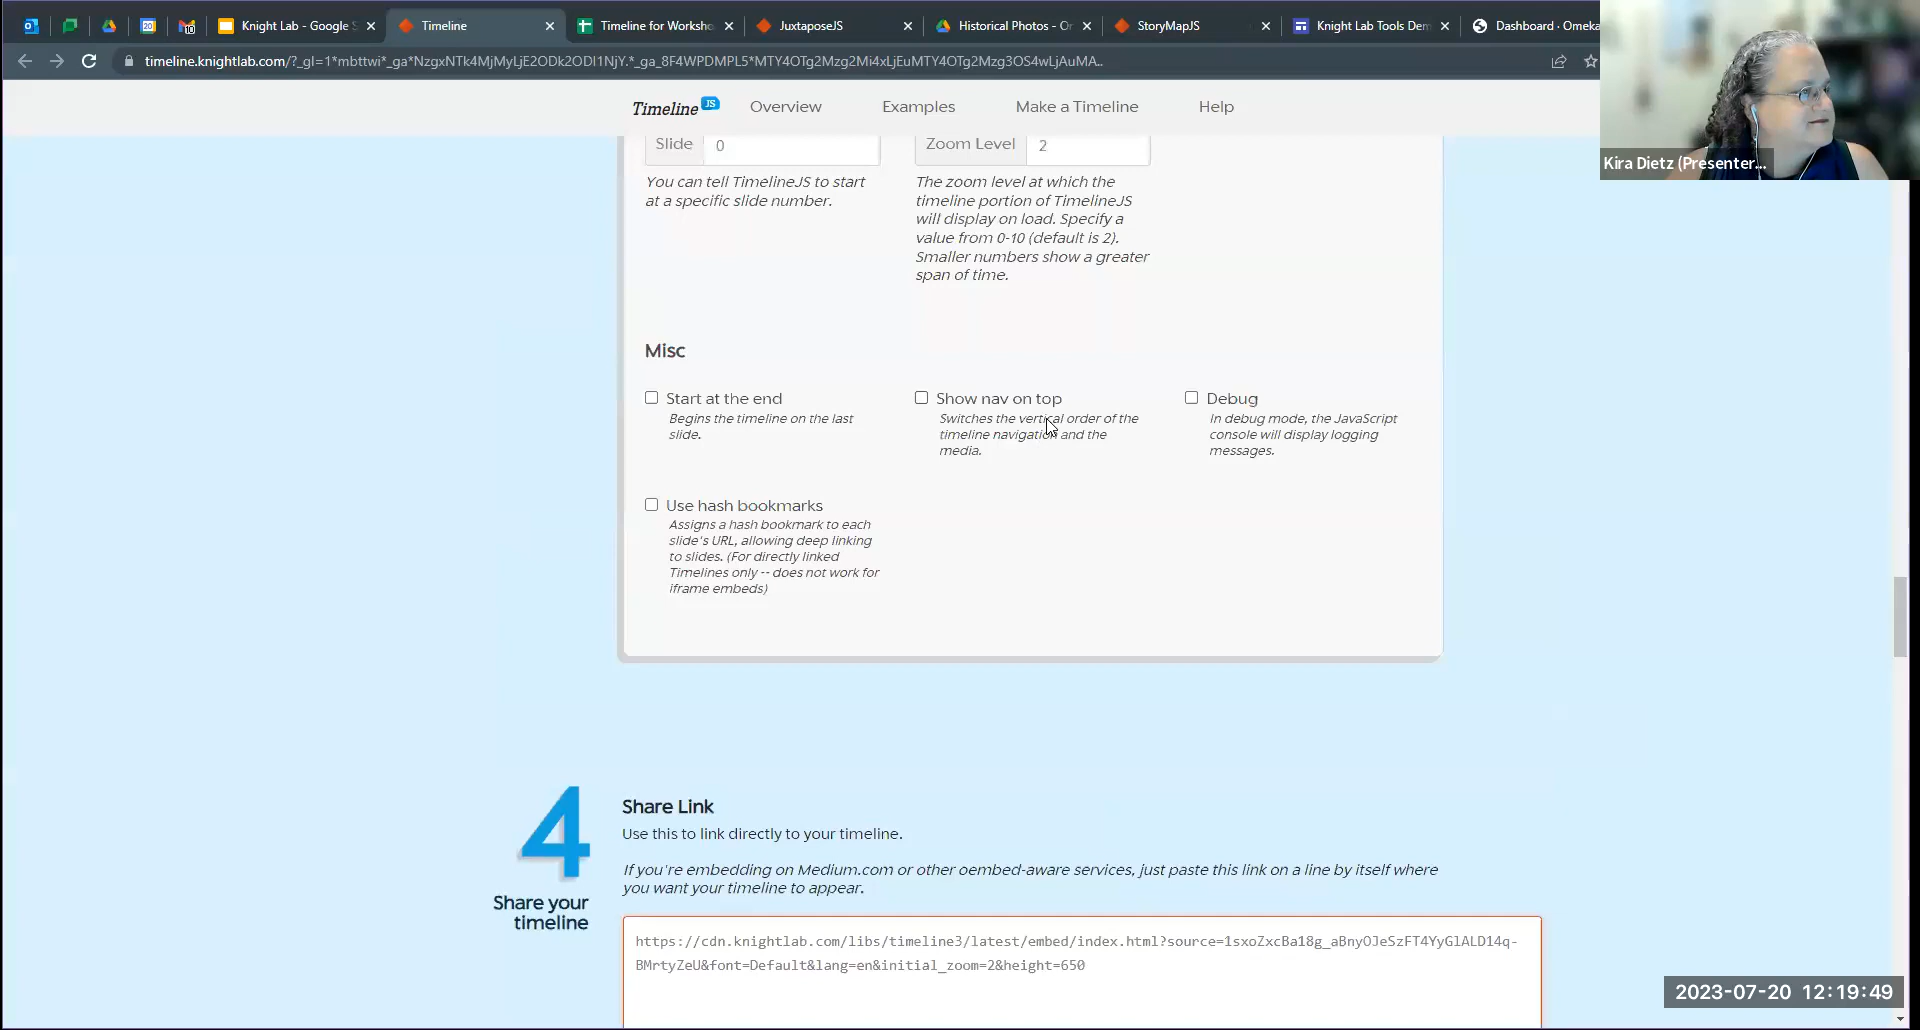 Knight Lab - Google S
Timeline
Timeline for Worksho
JuxtaposeJS
Historical Photos - Or
StoryMapJS
Knight Lab Tools Dem
Dashboard · Omeka
timeline.knightlab.com/?_gl=1*mbttwi*_ga*NzgxNTk4MjMyLjE2ODk2ODI1NjY.*_ga_8F4WPDMPL5*MTY4OTg2Mzg2Mi4xLjEuMTY4OTg2Mzg3OS4wLjAuMA..
Kira Dietz (Presenter...
Timeline JS
Overview
Examples
Make a Timeline
Help
Slide 0
Zoom Level 2
You can tell TimelineJS to start
at a specific slide number.
The zoom level at which the
timeline portion of TimelineJS
will display on load. Specify a
value from 0-10 (default is 2).
Smaller numbers show a greater
span of time.
Misc
Start at the end
Begins the timeline on the last
slide.
Show nav on top
Switches the vertical order of the
timeline navigation and the
media.
Debug
In debug mode, the JavaScript
console will display logging
messages.
Use hash bookmarks
Assigns a hash bookmark to each
slide's URL, allowing deep linking
to slides. (For directly linked
Timelines only -- does not work for
iframe embeds)
4
Share your
timeline
Share Link
Use this to link directly to your timeline.
If you're embedding on Medium.com or other oembed-aware services, just paste this link on a line by itself where
you want your timeline to appear.
https://cdn.knightlab.com/libs/timeline3/latest/embed/index.html?source=1sxoZxcBa18g_aBnyOJeSzFT4YyGlALD14q-
BMrtyZeU&font=Default&lang=en&initial_zoom=2&height=650
2023-07-20 12:19:49